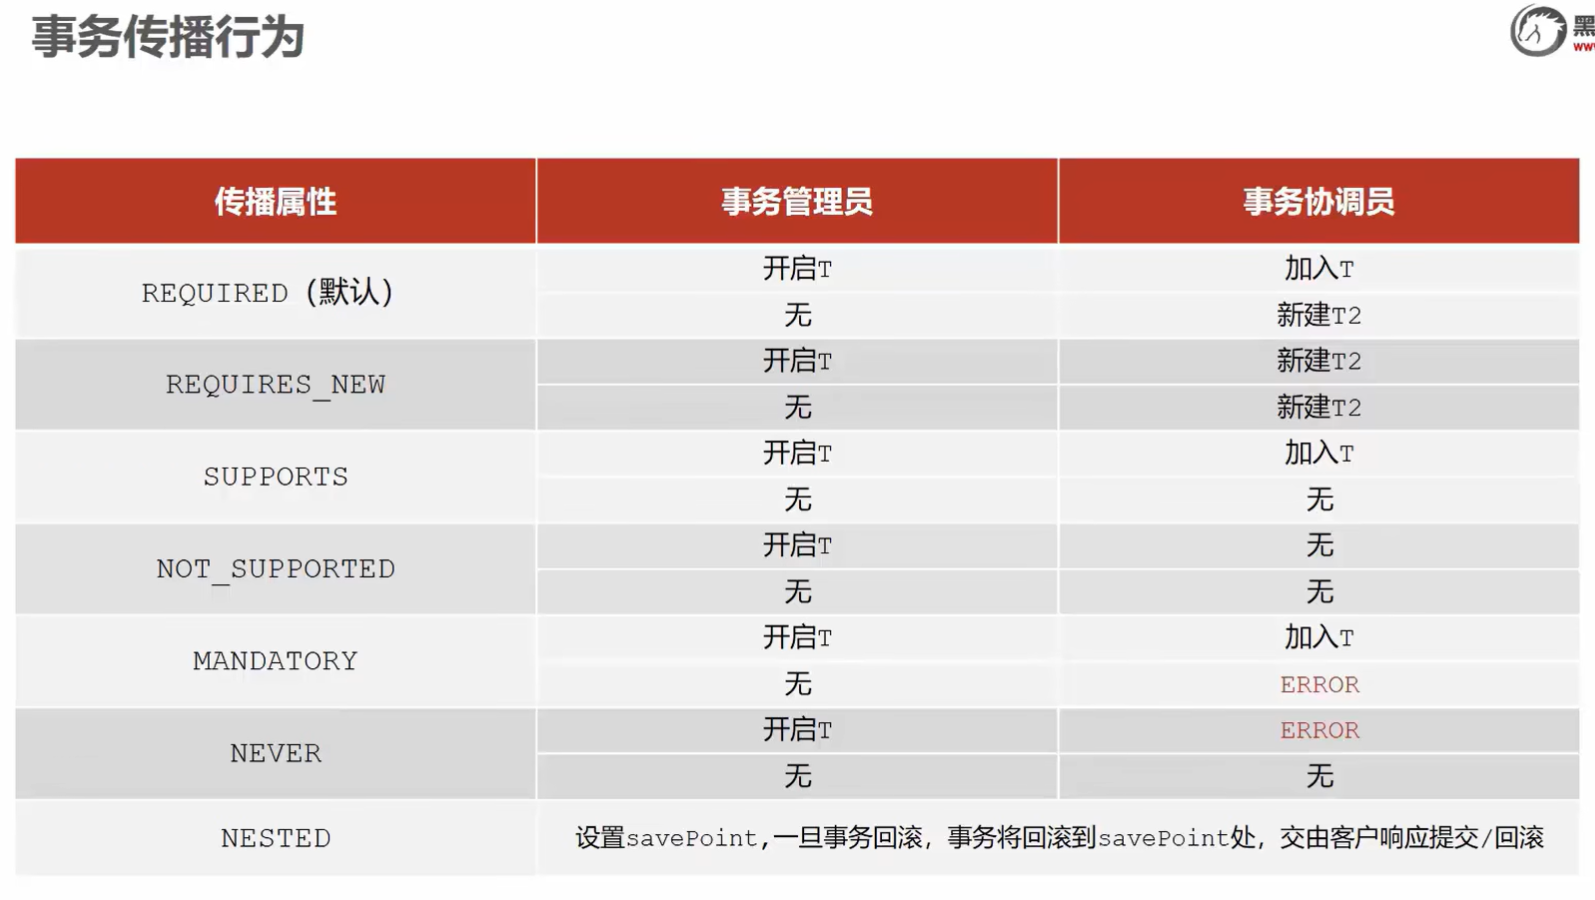 事务传播行为
黑
www
传播属性 事务管理员 事务协调员
REQUIRED（默认） 开启T 加入T
无 新建T2
REQUIRES_NEW 开启T 新建T2
无 新建T2
SUPPORTS 开启T 加入T
无 无
NOT_SUPPORTED 开启T 无
无 无
MANDATORY 开启T 加入T
无 ERROR
NEVER 开启T ERROR
无 无
NESTED 设置savePoint,一旦事务回滚，事务将回滚到savePoint处，交由客户响应提交/回滚